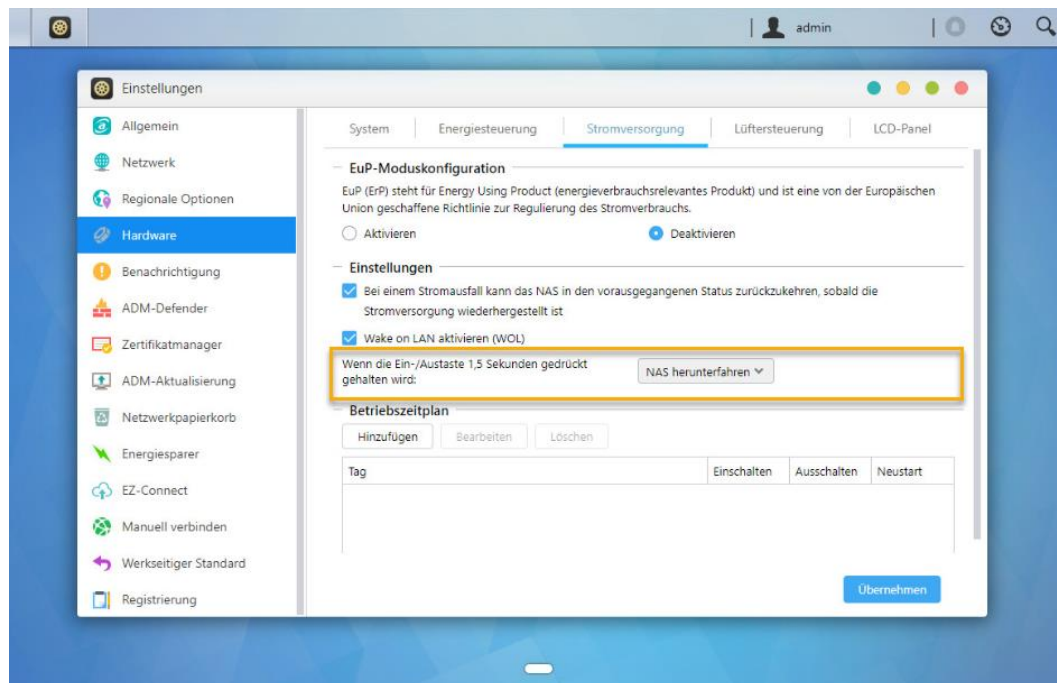 admin
Einstellungen
Allgemein
Netzwerk
Regionale Optionen
Hardware
Benachrichtigung
ADM-Defender
Zertifikatmanager
ADM-Aktualisierung
Netzwerkpapierkorb
Energiesparer
EZ-Connect
Manuell verbinden
Werkseitiger Standard
Registrierung
System Energiesteuerung Stromversorgung Lüftersteuerung LCD-Panel
EuP-Moduskonfiguration
EuP (ErP) steht für Energy Using Product (energieverbrauchsrelevantes Produkt) und ist eine von der Europäischen
Union geschaffene Richtlinie zur Regulierung des Stromverbrauchs.
Aktivieren Deaktivieren
Einstellungen
Bei einem Stromausfall kann das NAS in den vorausgegangenen Status zurückzukehren, sobald die
Stromversorgung wiederhergestellt ist
Wake on LAN aktivieren (WOL)
Wenn die Ein-/Austaste 1,5 Sekunden gedrückt
gehalten wird:
NAS herunterfahren
Betriebszeitplan
Hinzufügen Bearbeiten Löschen
Tag Einschalten Ausschalten Neustart
Übernehmen